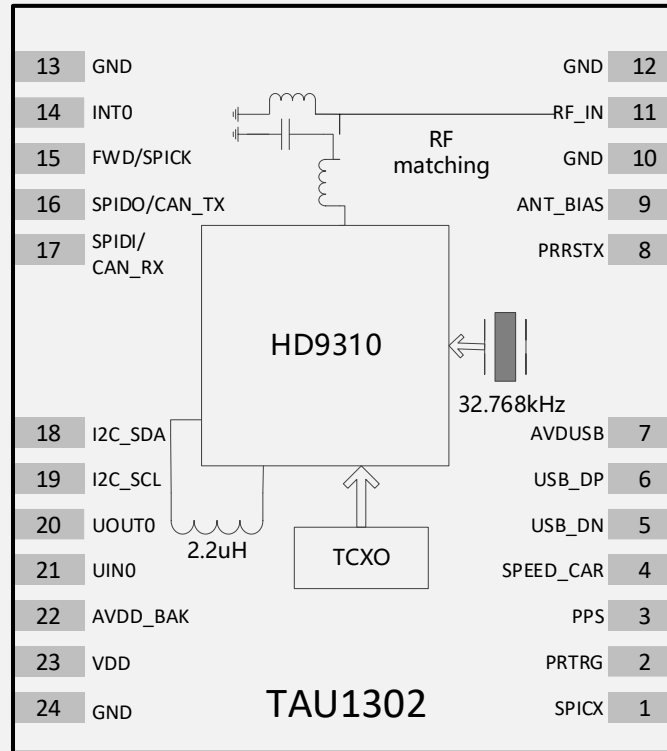 13 GND
14 INT0
15 FWD/SPICK
16 SPIDO/CAN_TX
17 SPIDI/
CAN_RX
GND 12
RF_IN 11
RF
matching
GND 10
ANT_BIAS 9
PRRSTX 8
HD9310
32.768kHz
18 I2C_SDA
19 I2C_SCL
20 UOUT0
21 UIN0
22 AVDD_BAK
23 VDD
24 GND
2.2uH
TCXO
AVDUSB 7
USB_DP 6
USB_DN 5
SPEED_CAR 4
PPS 3
PRTRG 2
SPICX 1
TAU1302